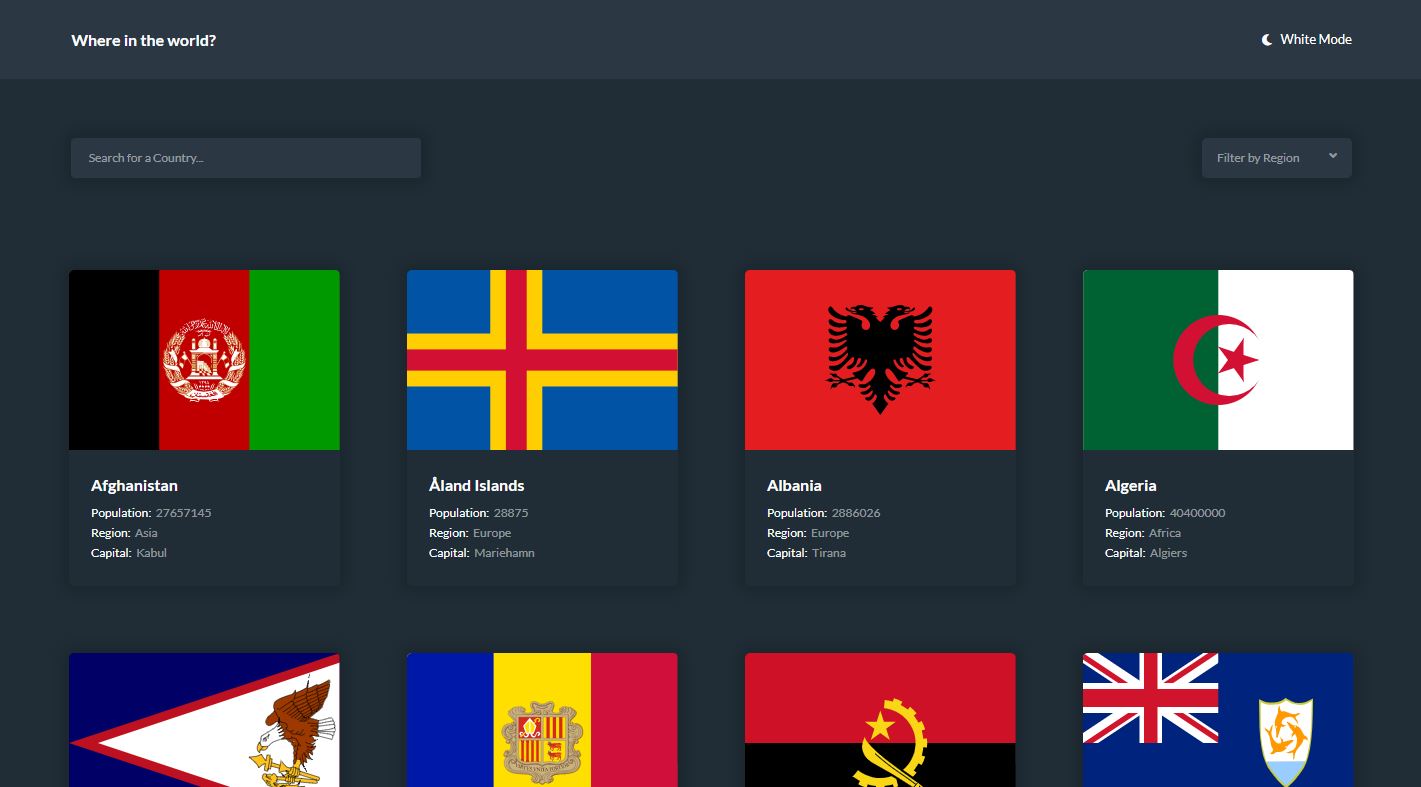 Where in the world?
White Mode
Search for a Country...
Filter by Region
Afghanistan
Population: 27657145
Region: Asia
Capital: Kabul
Åland Islands
Population: 28875
Region: Europe
Capital: Mariehamn
Albania
Population: 2886026
Region: Europe
Capital: Tirana
Algeria
Population: 40400000
Region: Africa
Capital: Algiers